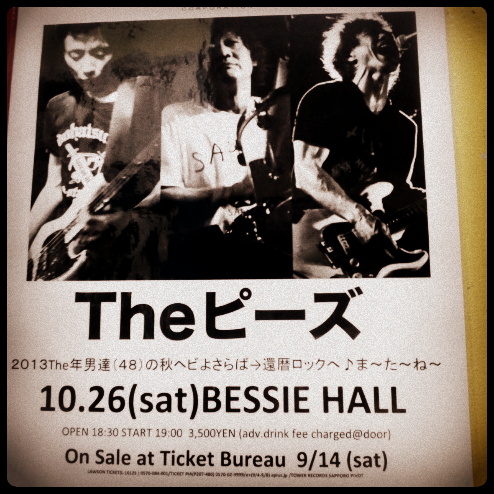 SA
Theピーズ
2013The年男達(48)の秋ヘビよさらば→還暦ロックへ♪ま〜た〜ね〜
10.26(sat)BESSIE HALL
OPEN 18:30 START 19:00 3,500YEN (adv.drink fee charged@door)
On Sale at Ticket Bureau 9/14 (sat)